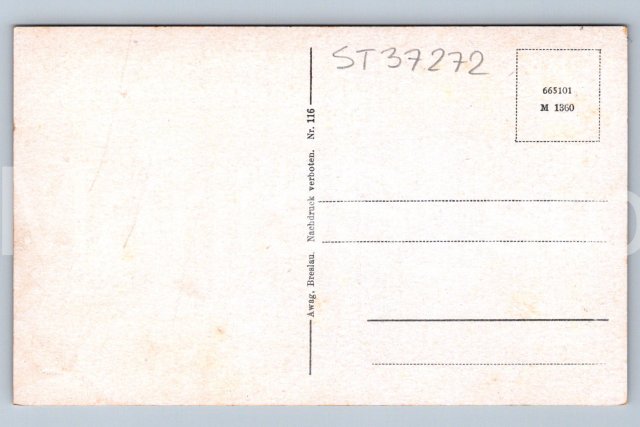 ST37272
665101
M 1360
Awag, Breslau. Nachdruck verboten. Nr. 116